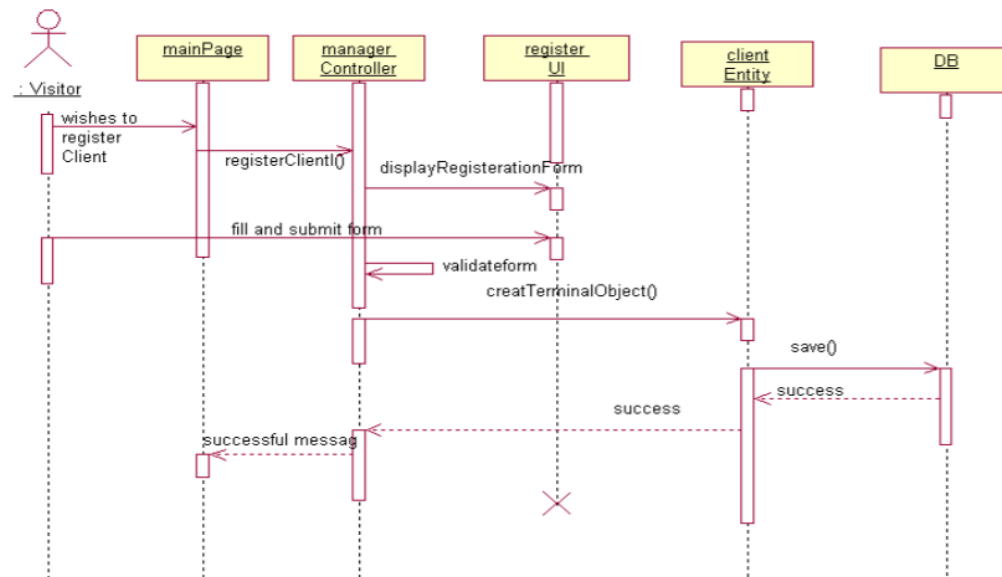 : Visitor
mainPage
manager
Controller
register
UI
client
Entity
DB
wishes to
register
Client
registerClientl()
displayRegisterationForm
fill and submit form
validateform
creatTerminalObject()
save()
success
success
successful messag